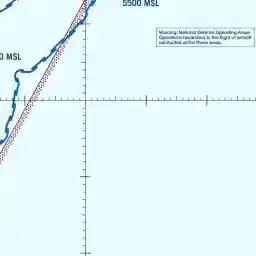 5500 MSL
0 MSL
Warning: National Defense Operating Areas
Operations hazardous to the flight of aircraft
conducted within these areas.